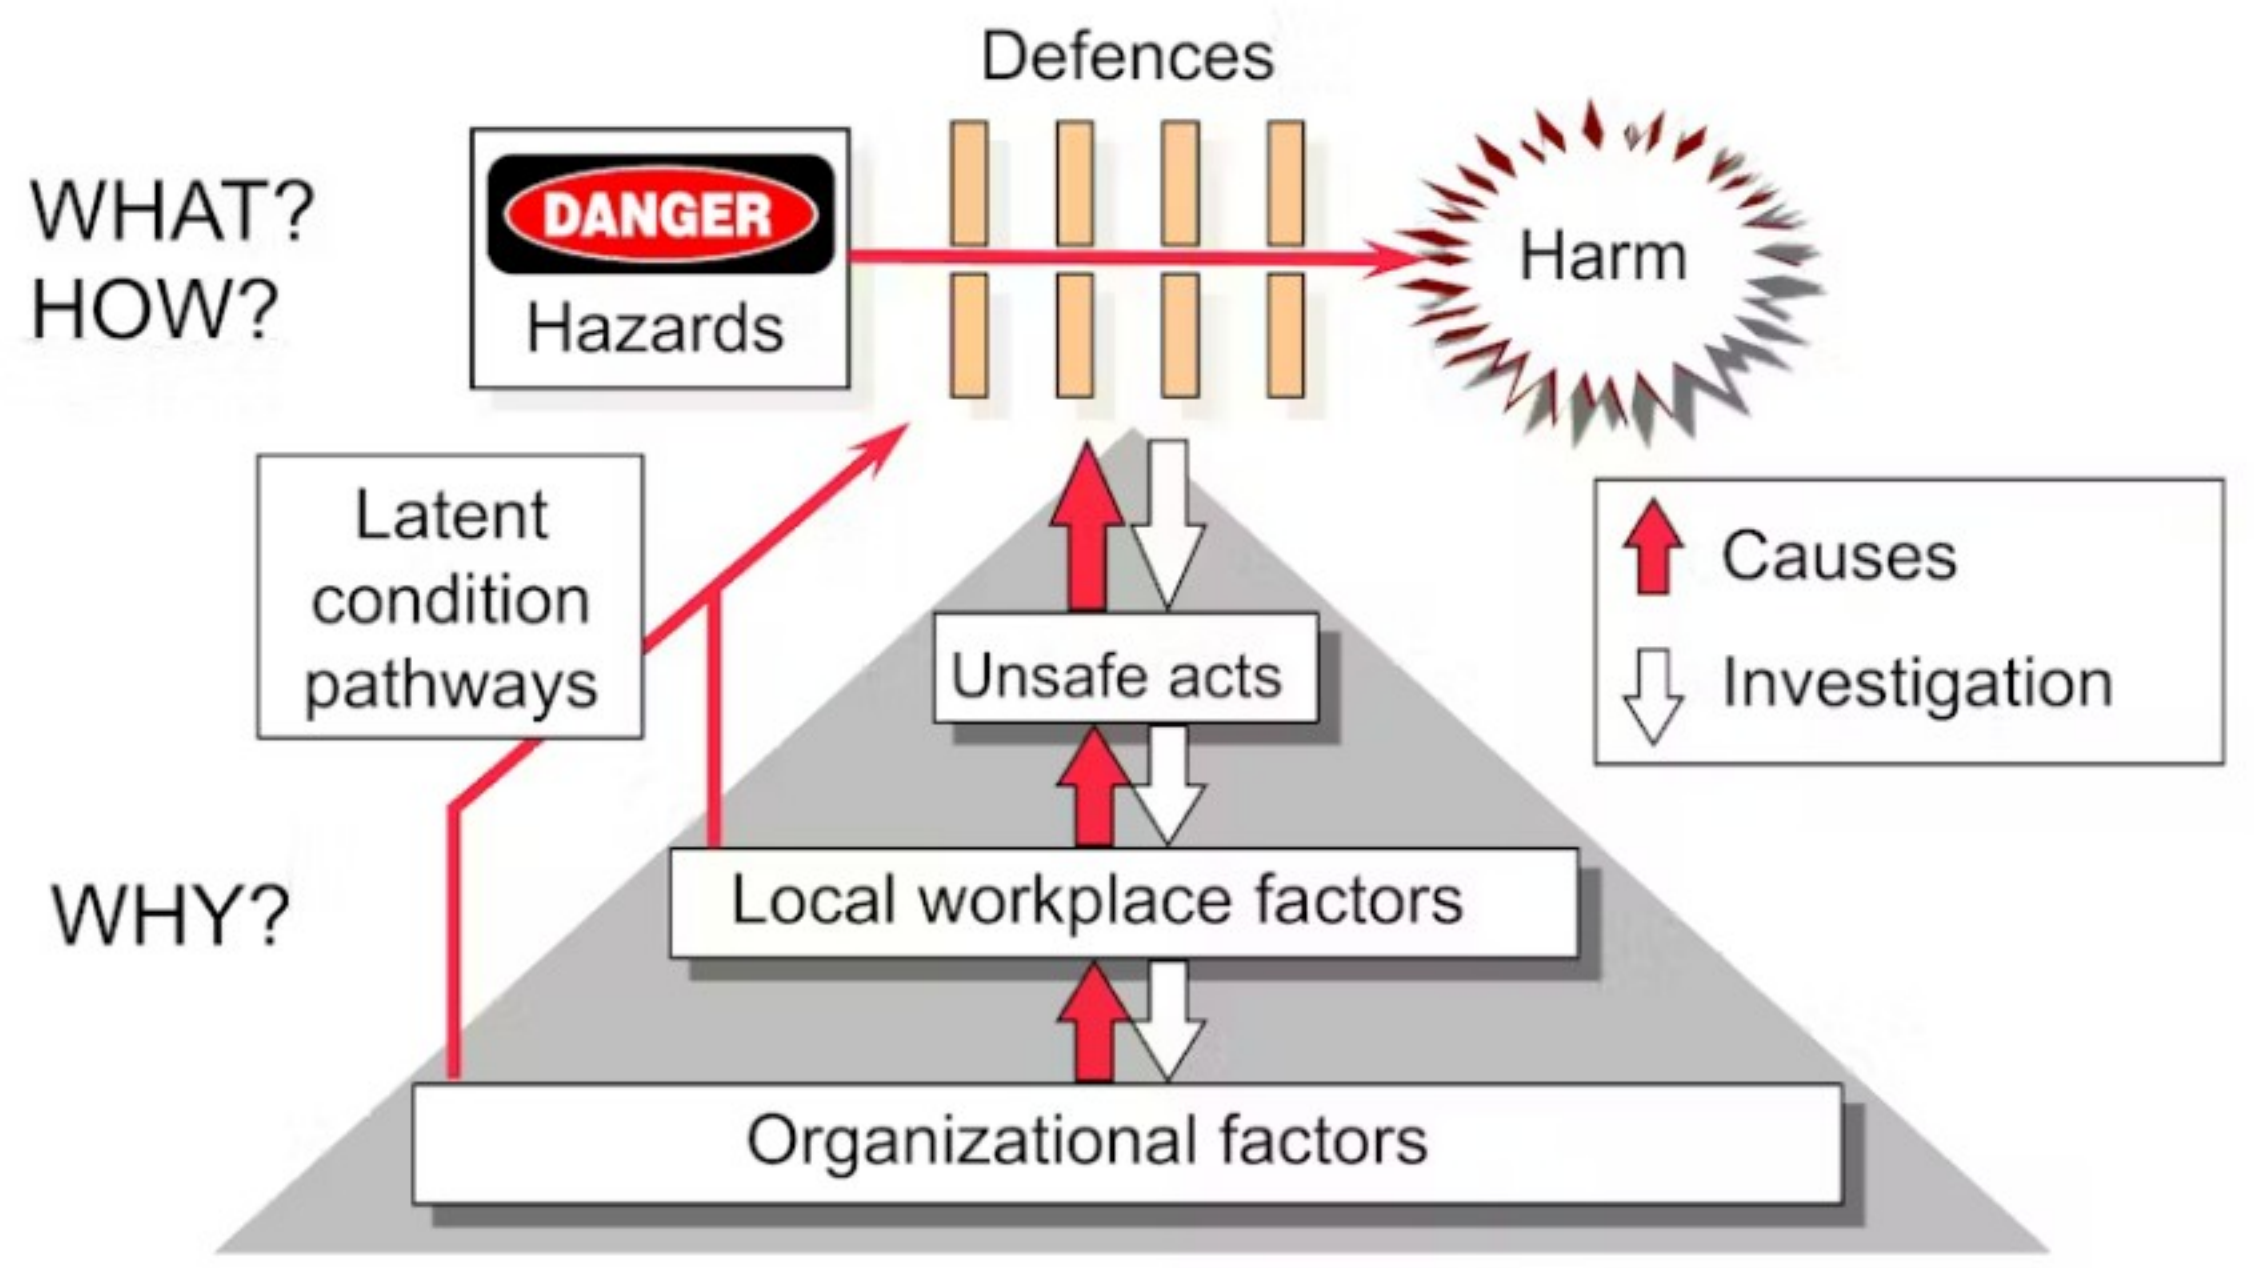 Defences
WHAT?
HOW?
DANGER
Hazards
Harm
Latent
condition
pathways
Causes
Investigation
Unsafe acts
WHY?
Local workplace factors
Organizational factors